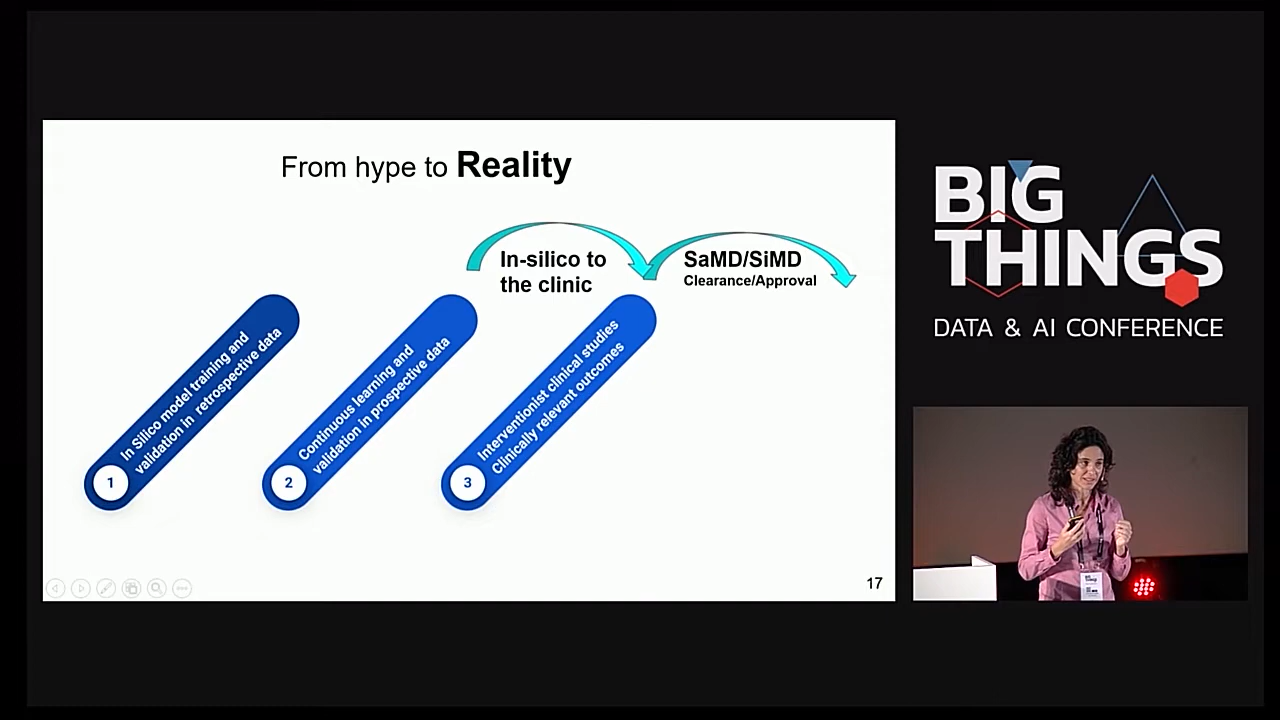 From hype to Reality
In-silico to
the clinic
SaMD/SiMD
Clearance/Approval
In Silico model training and
validation in retrospective data
1
Continuous learning and
validation in prospective data
2
Interventionist clinical studies
Clinically relevant outcomes
3
17
BIG
THINGS
DATA & AI CONFERENCE